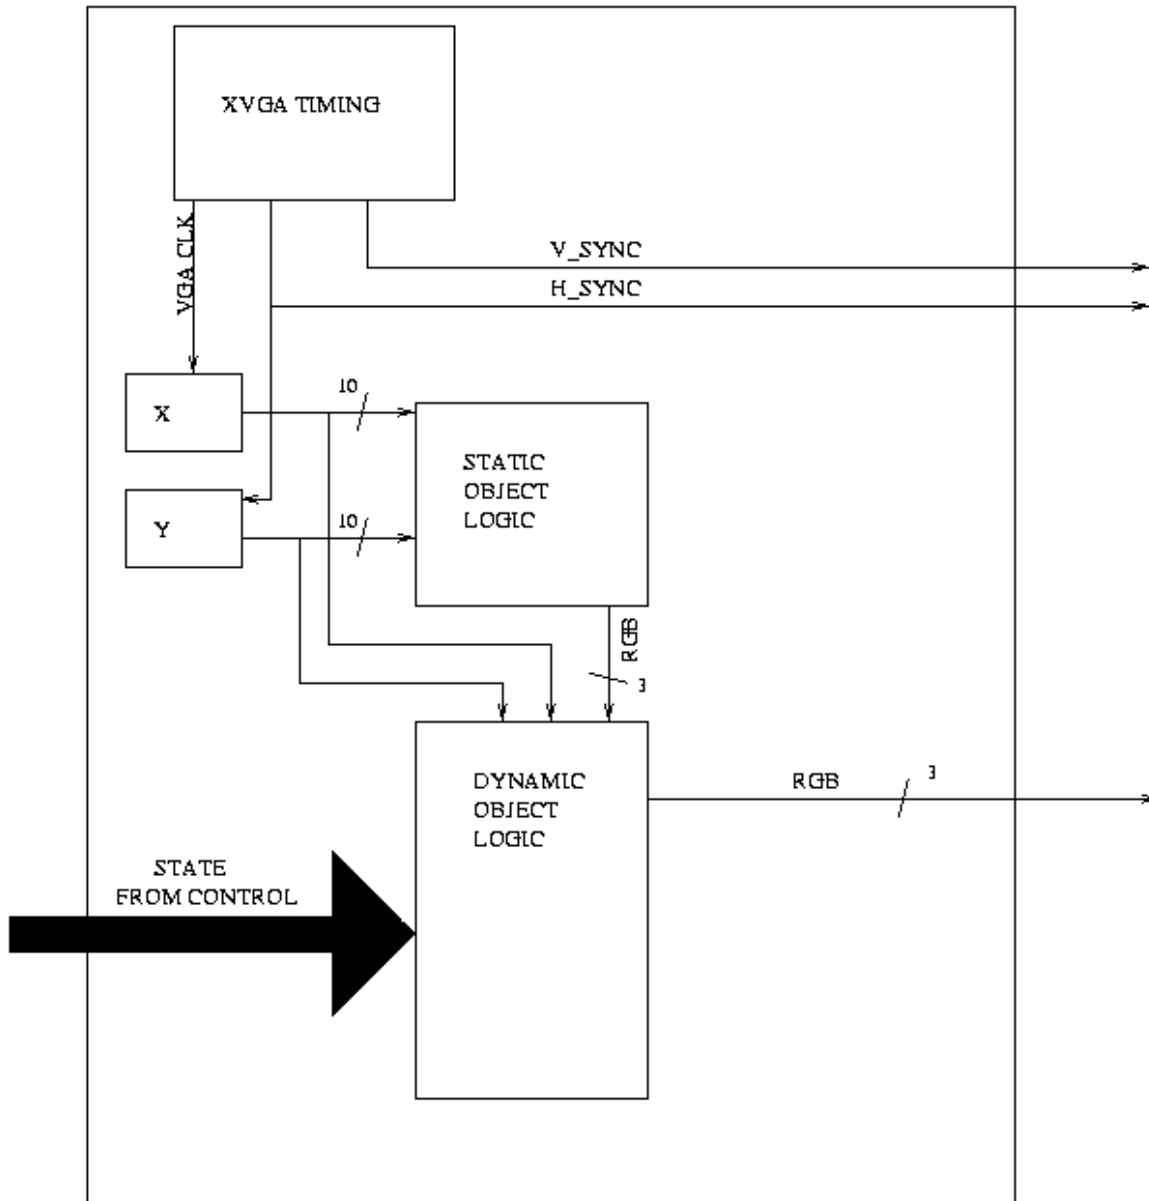 XVGA TIMING
VGA CLK
V_SYNC
H_SYNC
10
X
STATIC
OBJECT
LOGIC
10
Y
RGB
3
DYNAMIC
OBJECT
LOGIC
RGB
3
STATE
FROM CONTROL